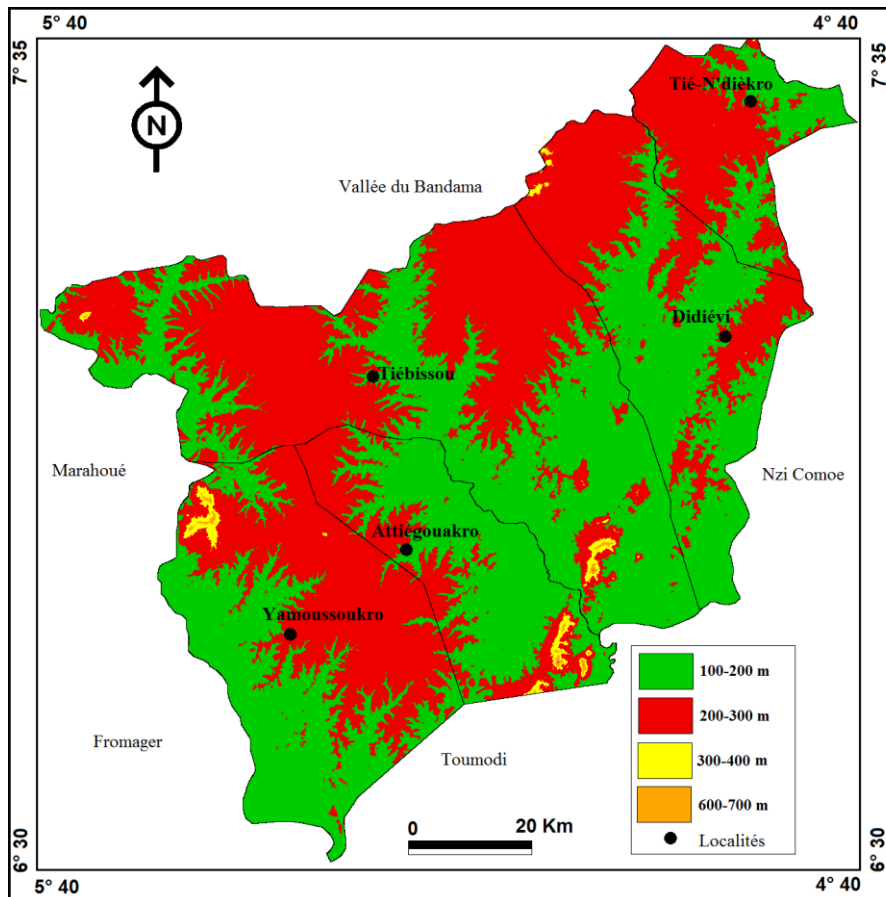 5° 40
4° 40
7° 35
7° 35
N
Tié-N'dièkro
Vallée du Bandama
Didiévi
Tiébissou
Marahoué
Nzi Comoe
Attiégouakro
Yamoussoukro
Fromager
Toumodi
100-200 m
200-300 m
300-400 m
600-700 m
Localités
0 20 Km
6° 30
6° 30
5° 40
4° 40